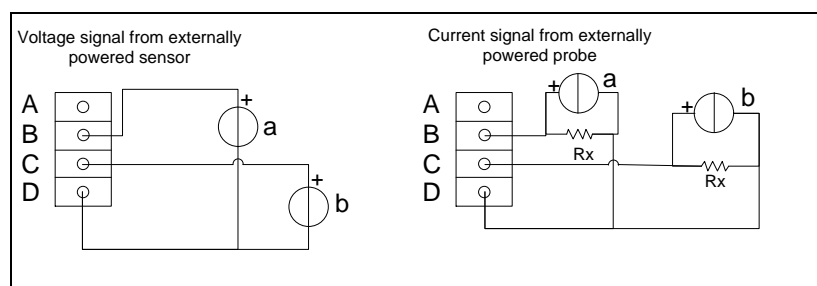 Voltage signal from externally
powered sensor
A
B
C
D
+
a
+
b
Current signal from externally
powered probe
A
B
C
D
+
a
Rx
+
b
Rx